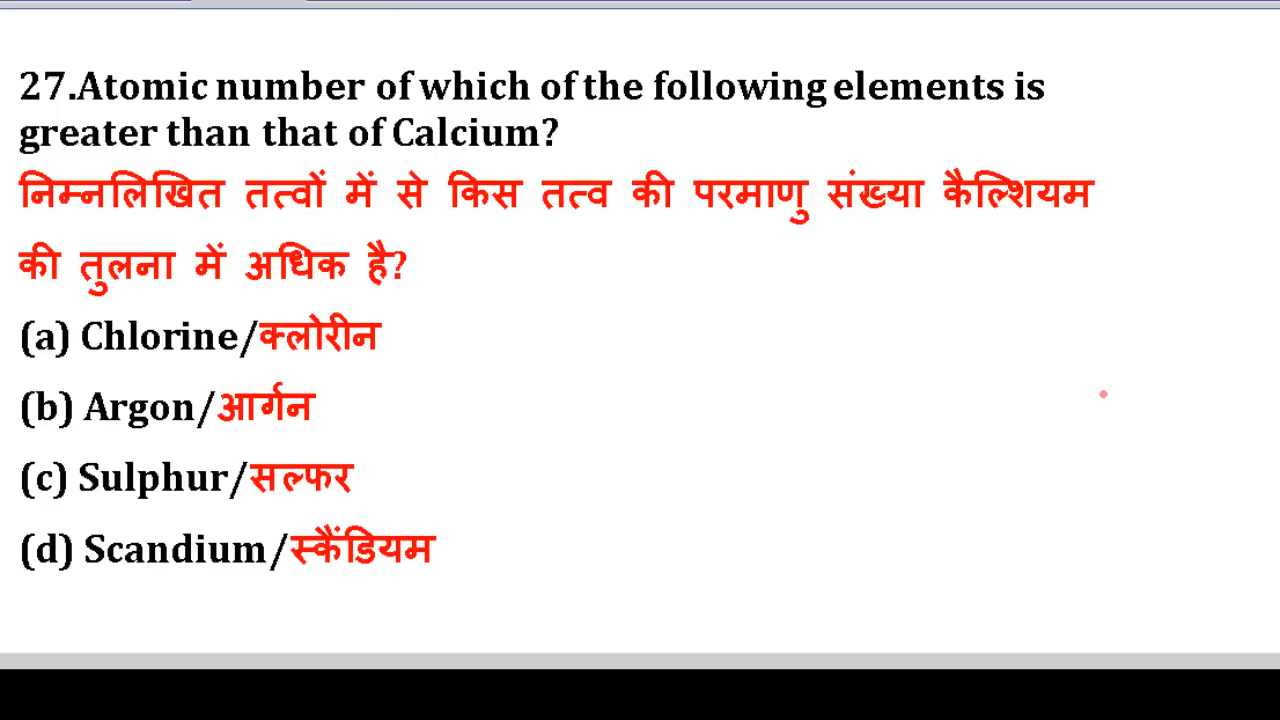 27.Atomic number of which of the following elements is
greater than that of Calcium?
निम्नलिखित तत्वों में से किस तत्व की परमाणु संख्या कैल्शियम
की तुलना में अधिक है?
(a) Chlorine/क्लोरीन
(b) Argon/आर्गन
(c) Sulphur/सल्फर
(d) Scandium/स्कैंडियम